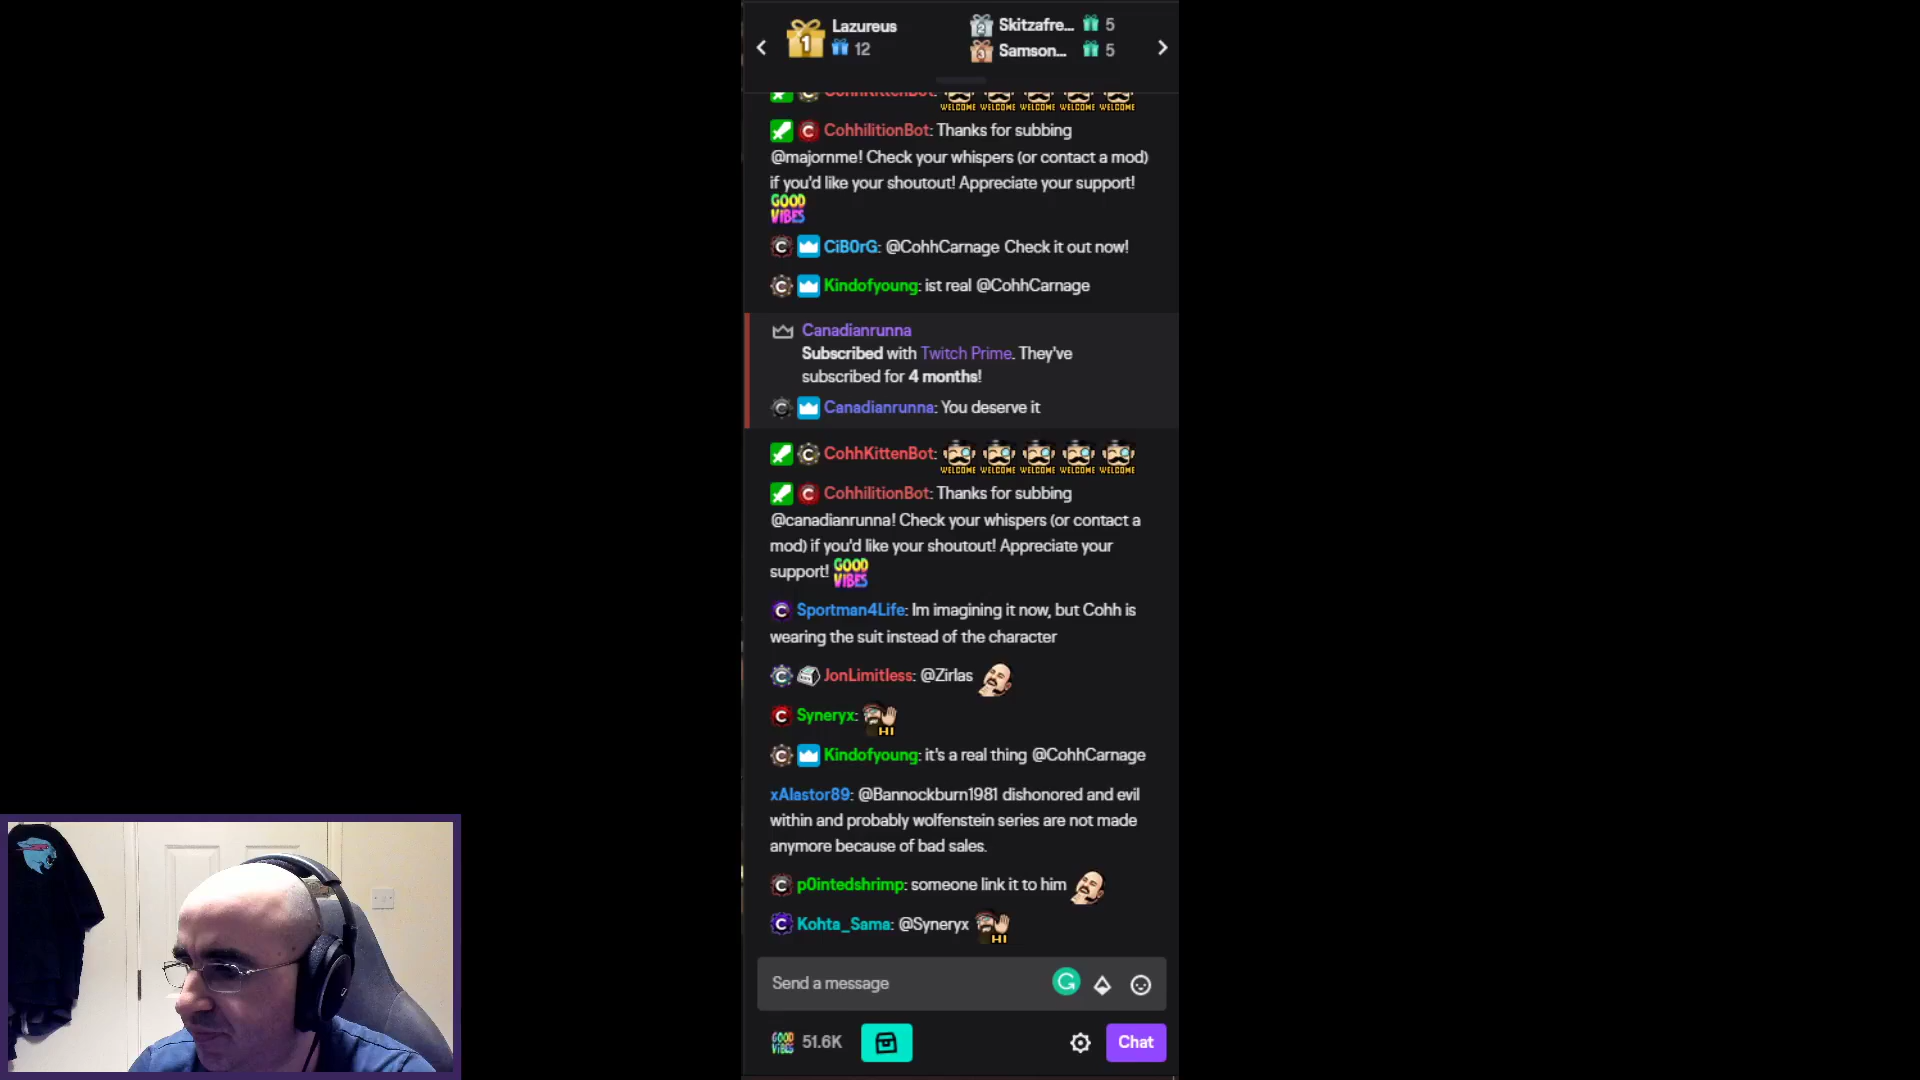 Lazureus
12
Skitzafre... 5
Samson... 5
CohhKittenBot: WELCOME WELCOME WELCOME WELCOME WELCOME
CohhilitionBot: Thanks for subbing
@majornme! Check your whispers (or contact a mod)
if you'd like your shoutout! Appreciate your support!
GOOD VIBES
CiB0rG: @CohhCarnage Check it out now!
Kindofyoung: ist real @CohhCarnage
Canadianrunna
Subscribed with Twitch Prime. They've
subscribed for 4 months!
Canadianrunna: You deserve it
CohhKittenBot: WELCOME WELCOME WELCOME WELCOME WELCOME
CohhilitionBot: Thanks for subbing
@canadianrunna! Check your whispers (or contact a
mod) if you'd like your shoutout! Appreciate your
support! GOOD VIBES
Sportman4Life: Im imagining it now, but Cohh is
wearing the suit instead of the character
JonLimitless: @Zirlas
Syneryx: HI
Kindofyoung: it's a real thing @CohhCarnage
xAlastor89: @Bannockburn1981 dishonored and evil
within and probably wolfenstein series are not made
anymore because of bad sales.
p0intedshrimp: someone link it to him
Kohta_Sama: @Syneryx HI
Send a message
GOOD VIBES 51.6K Chat